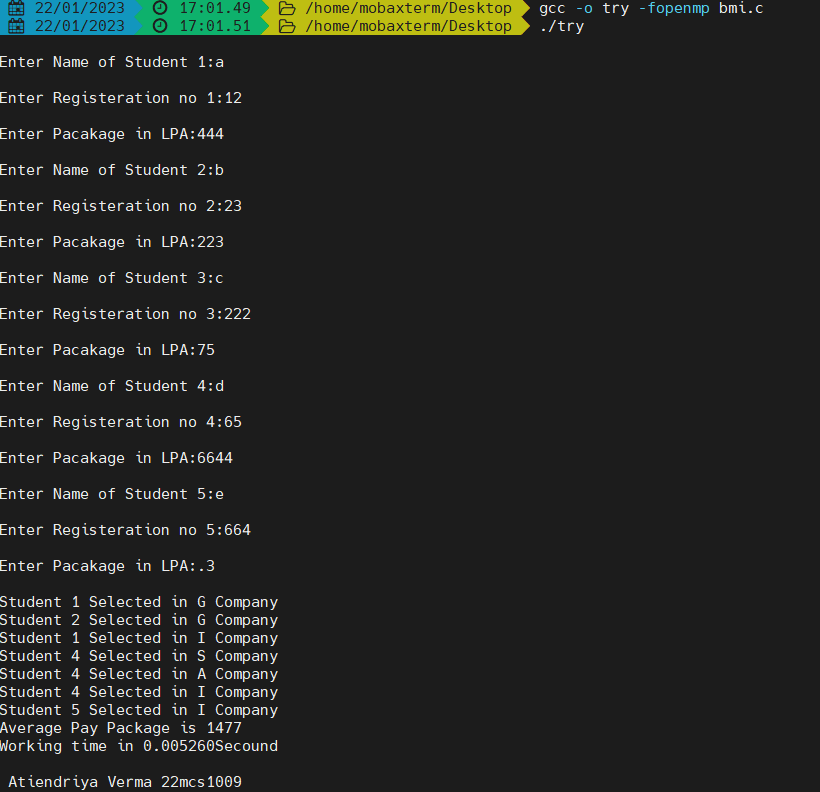 22/01/2023 17:01.49 /home/mobaxterm/Desktop gcc -o try -fopenmp bmi.c
22/01/2023 17:01.51 /home/mobaxterm/Desktop ./try
Enter Name of Student 1:a
Enter Registeration no 1:12
Enter Pacakage in LPA:444
Enter Name of Student 2:b
Enter Registeration no 2:23
Enter Pacakage in LPA:223
Enter Name of Student 3:c
Enter Registeration no 3:222
Enter Pacakage in LPA:75
Enter Name of Student 4:d
Enter Registeration no 4:65
Enter Pacakage in LPA:6644
Enter Name of Student 5:e
Enter Registeration no 5:664
Enter Pacakage in LPA:.3
Student 1 Selected in G Company
Student 2 Selected in G Company
Student 1 Selected in I Company
Student 4 Selected in S Company
Student 4 Selected in A Company
Student 4 Selected in I Company
Student 5 Selected in I Company
Average Pay Package is 1477
Working time in 0.005260Secound
Atiendriya Verma 22mcs1009